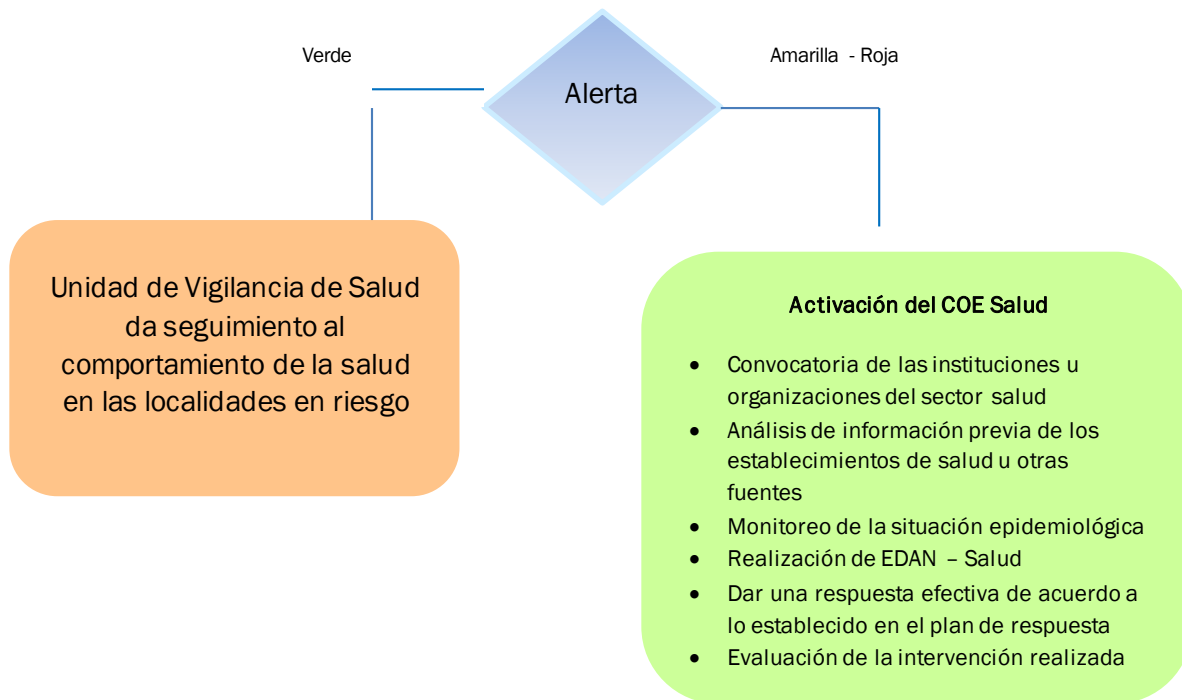 Verde
Alerta
Amarilla - Roja
Unidad de Vigilancia de Salud
da seguimiento al
comportamiento de la salud
en las localidades en riesgo
Activación del COE Salud
• Convocatoria de las instituciones u
organizaciones del sector salud
• Análisis de información previa de los
establecimientos de salud u otras
fuentes
• Monitoreo de la situación epidemiológica
• Realización de EDAN – Salud
• Dar una respuesta efectiva de acuerdo a
lo establecido en el plan de respuesta
• Evaluación de la intervención realizada